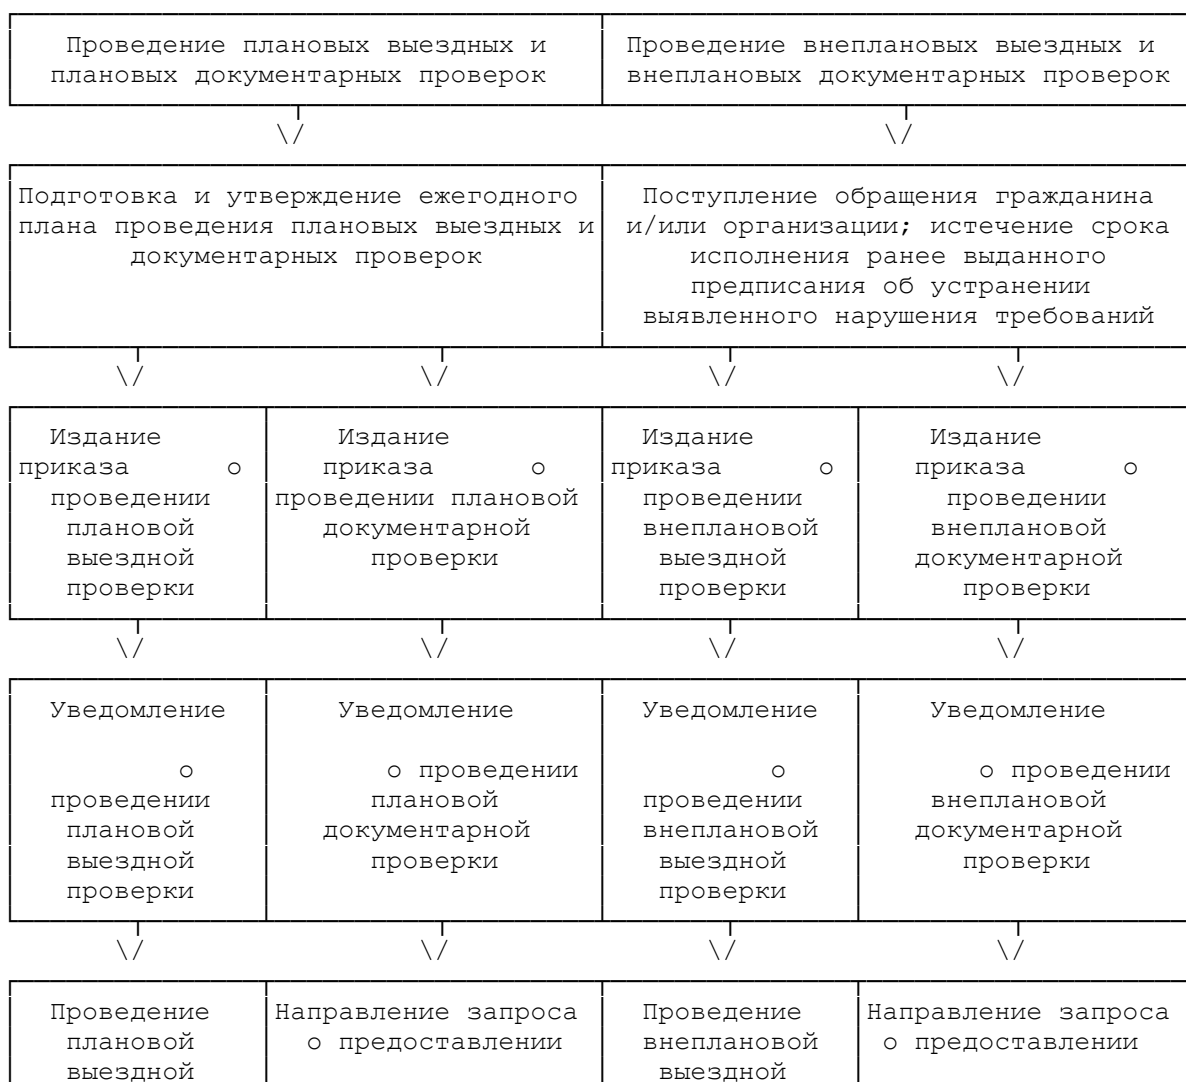 Проведение плановых выездных и
плановых документарных проверок
Проведение внеплановых выездных и
внеплановых документарных проверок
\/
\/
Подготовка и утверждение ежегодного
плана проведения плановых выездных и
документарных проверок
Поступление обращения гражданина
и/или организации; истечение срока
исполнения ранее выданного
предписания об устранении
выявленного нарушения требований
\/
\/
\/
\/
Издание
приказа о
проведении
плановой
выездной
проверки
Издание
приказа о
проведении плановой
документарной
проверки
Издание
приказа о
проведении
внеплановой
выездной
проверки
Издание
приказа о
проведении
внеплановой
документарной
проверки
\/
\/
\/
\/
Уведомление
о
проведении
плановой
выездной
проверки
Уведомление
о проведении
плановой
документарной
проверки
Уведомление
о
проведении
внеплановой
выездной
проверки
Уведомление
о проведении
внеплановой
документарной
проверки
\/
\/
\/
\/
Проведение
плановой
выездной
Направление запроса
о предоставлении
Проведение
внеплановой
выездной
Направление запроса
о предоставлении